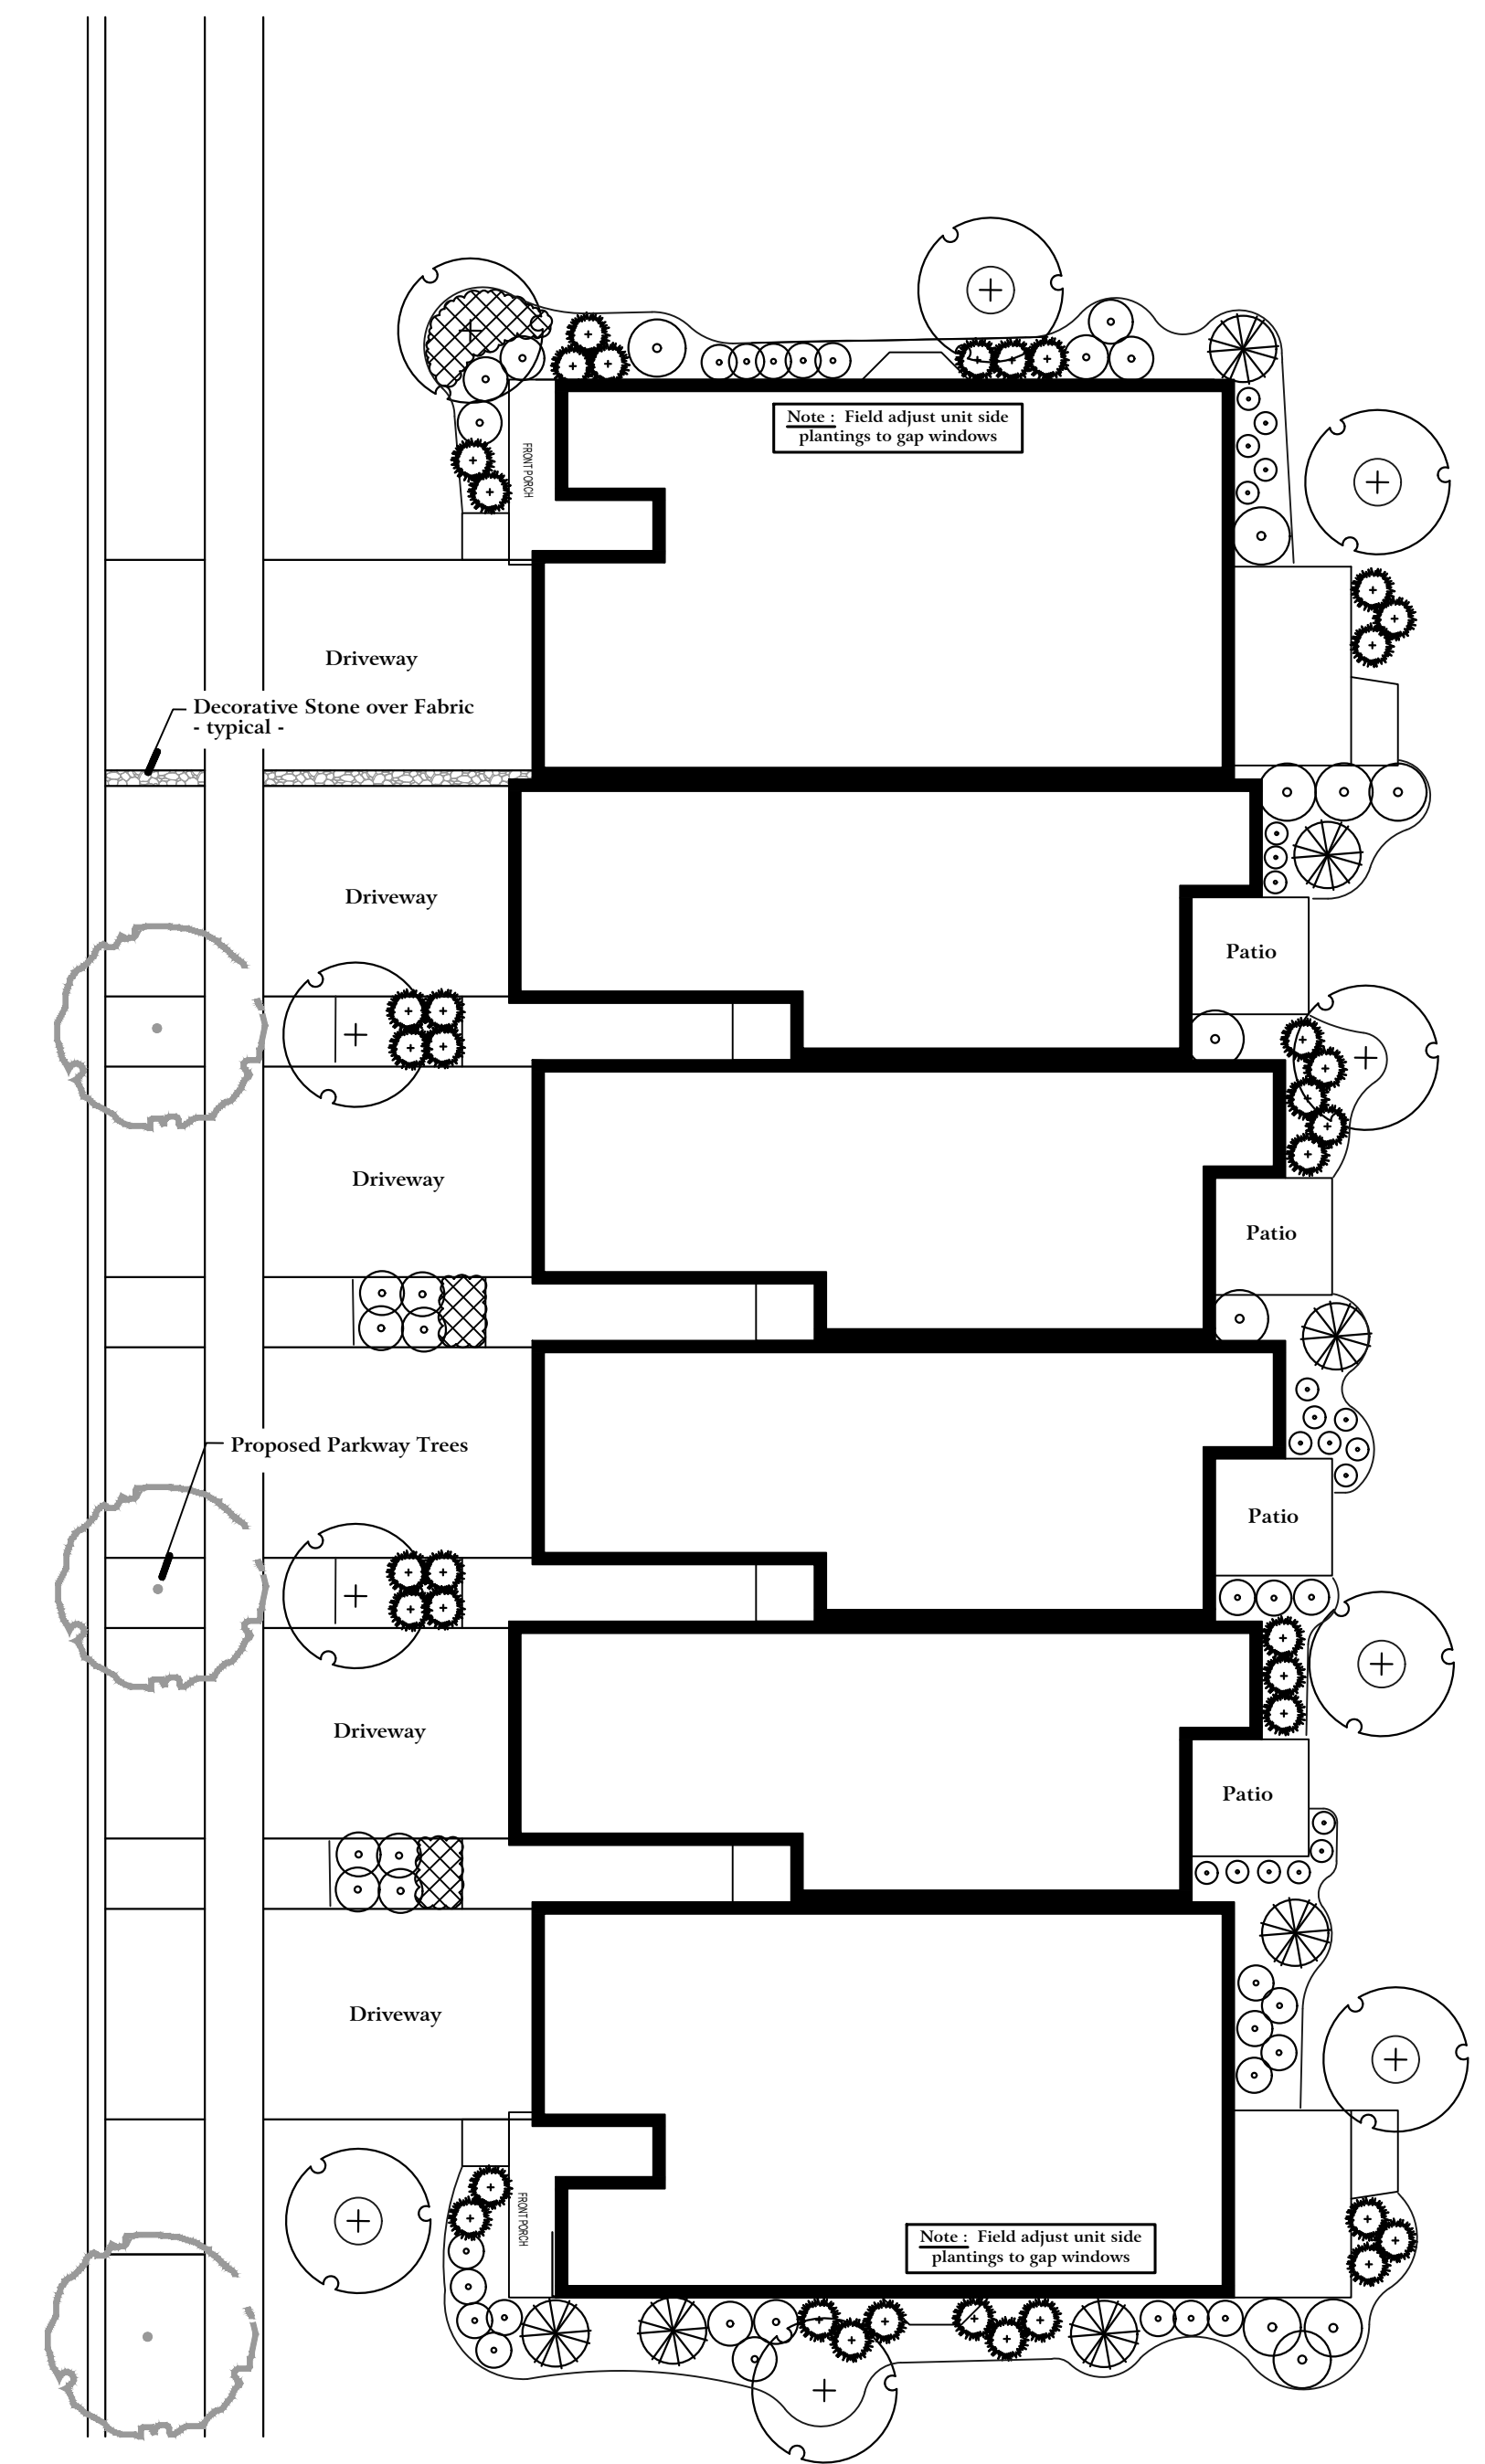 Note : Field adjust unit side
plantings to gap windows
FRONT PORCH
Driveway
Decorative Stone over Fabric
- typical -
Driveway
Patio
Driveway
Patio
Proposed Parkway Trees
Patio
Driveway
Patio
Driveway
FRONT PORCH
Note : Field adjust unit side
plantings to gap windows